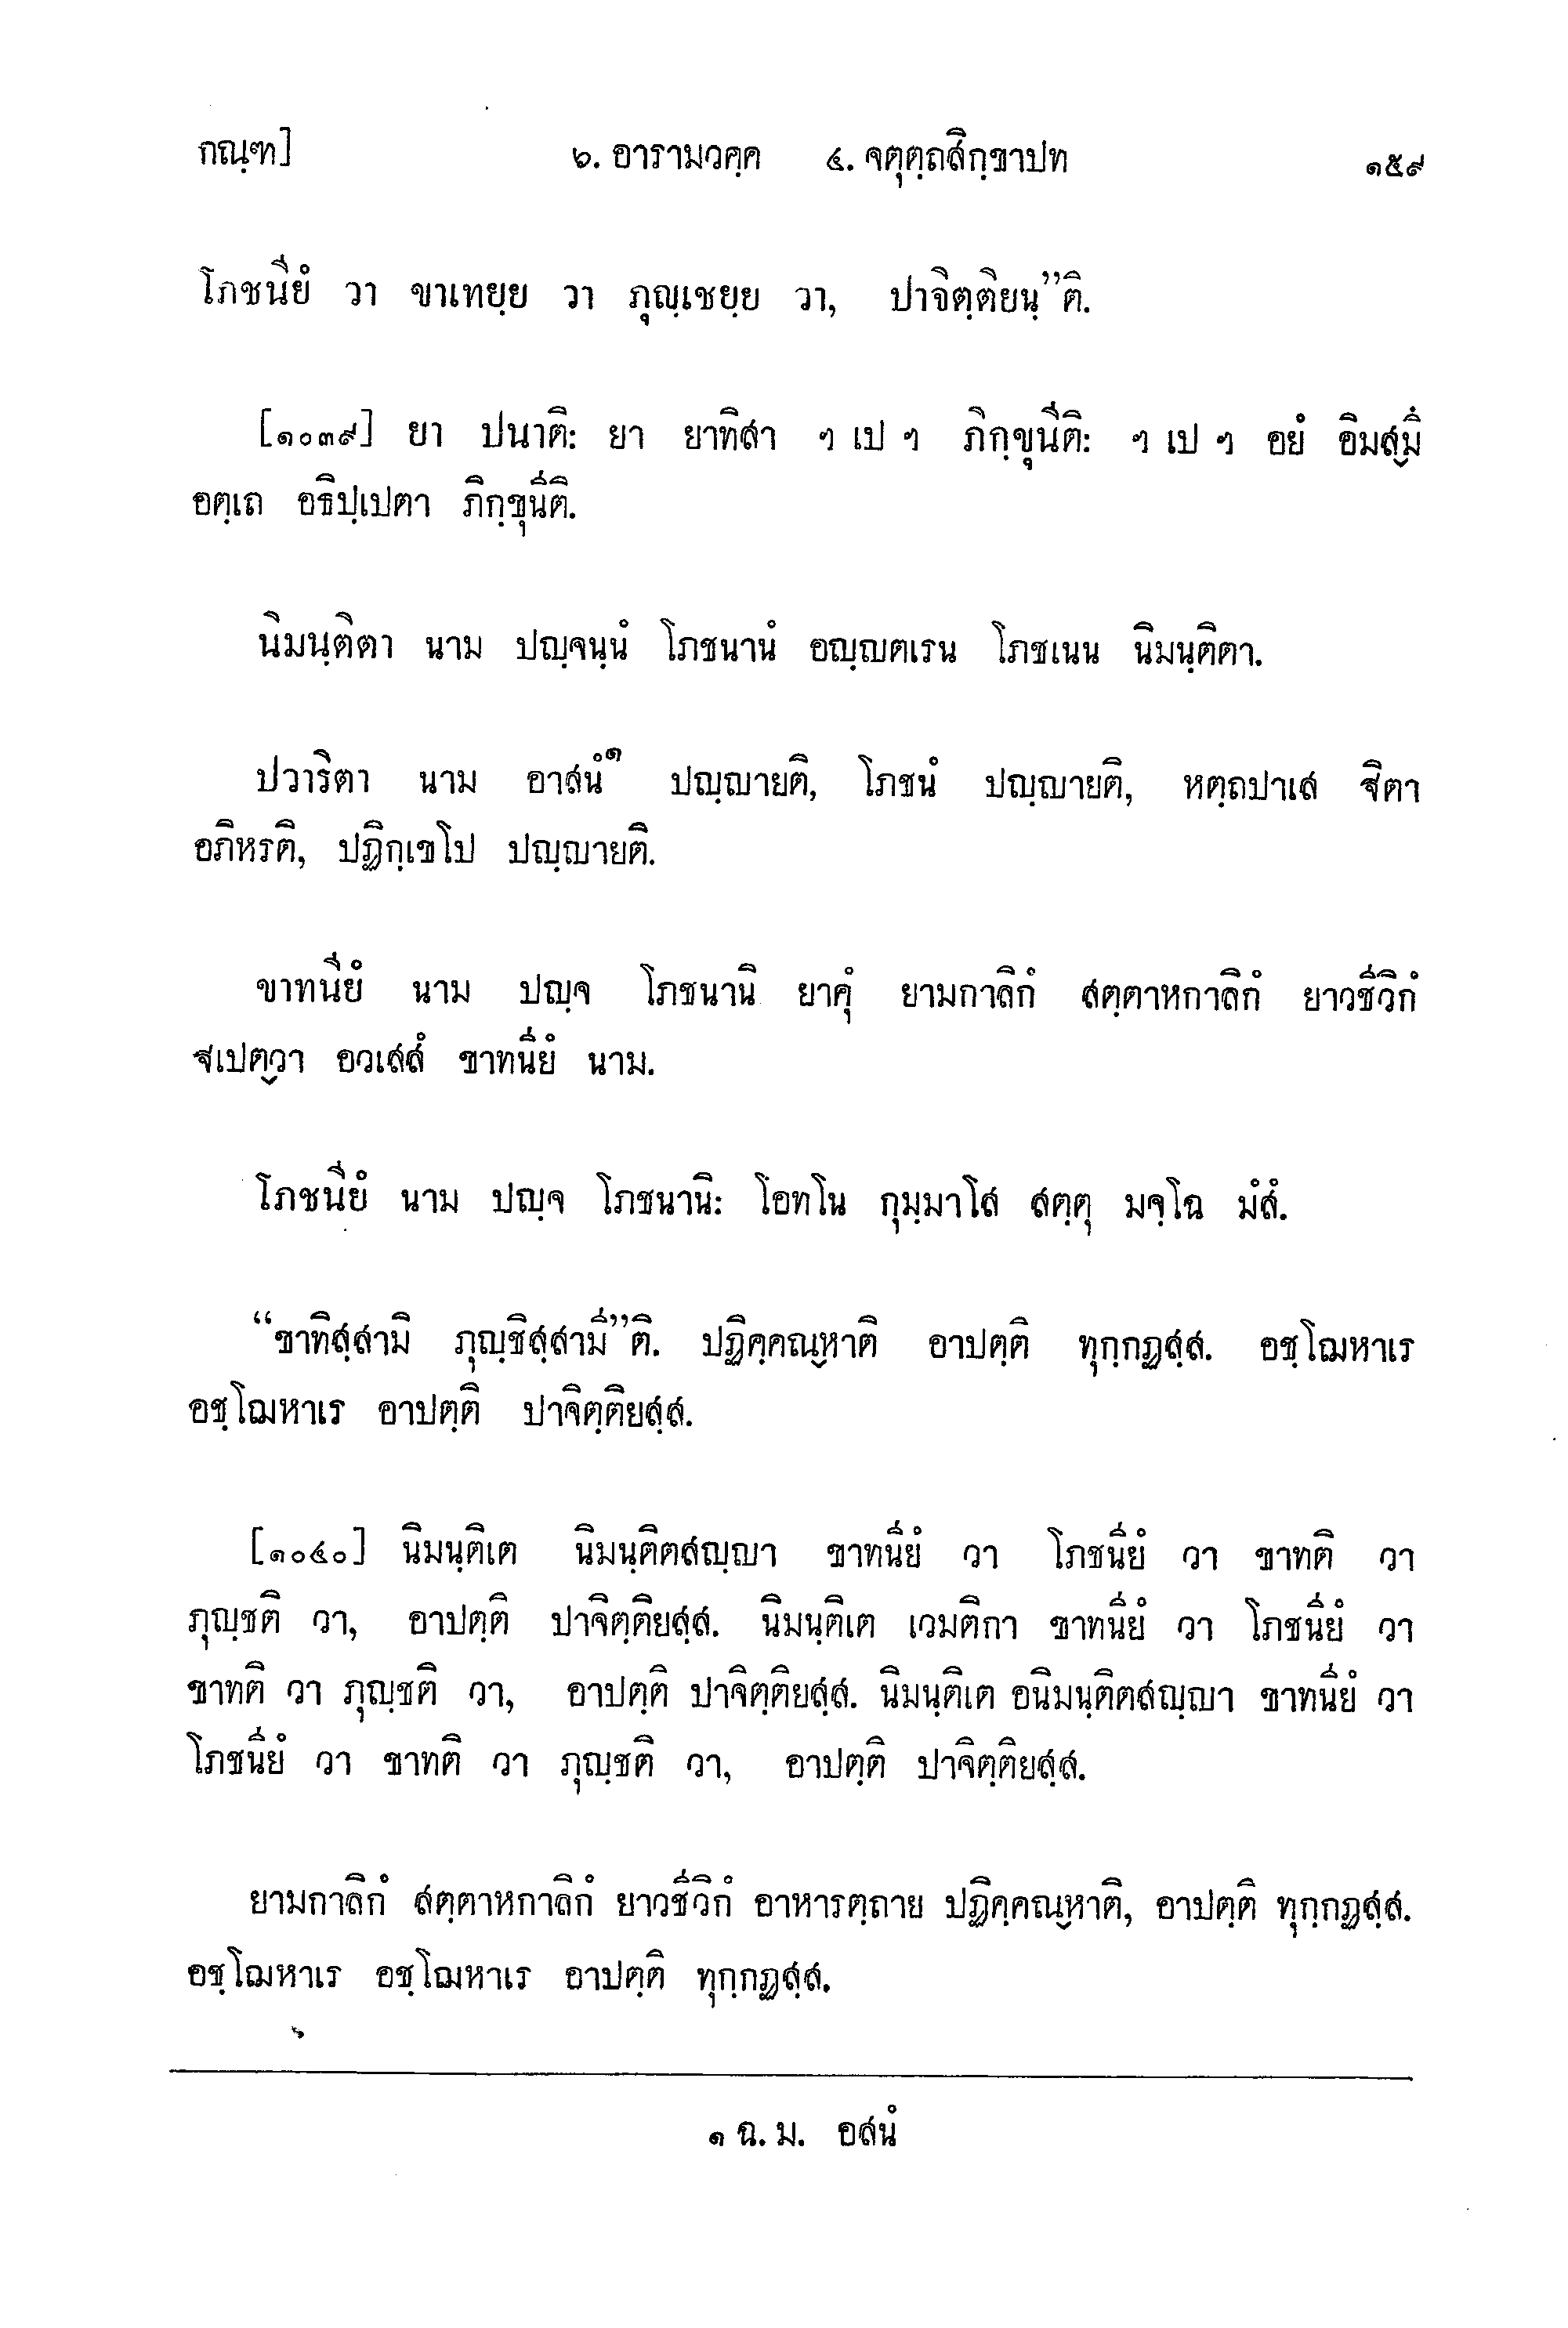 กณฺฑ] ๖. อารามวคฺค ๔. จตุตฺถสิกฺขาปท ๑๕๙
โภชนียํ วา ขาเทยฺย วา ภุญฺเชยฺย วา, ปาจิตฺติยนฺ”ติ.
[๑๐๓๙] ยา ปนาติ: ยา ยาทิสา ฯ เป ฯ ภิกฺขุนีติ: ฯ เป ฯ อยํ อิมสฺมึ
อตฺเถ อธิปฺเปตา ภิกฺขุนีติ.
นิมนฺติตา นาม ปญฺจนฺนํ โภชนานํ อญฺญตเรน โภชเนน นิมนฺติตา.
ปวาริตา นาม อาสนํ๑ ปญฺญายติ, โภชนํ ปญฺญายติ, หตฺถปาเส ฐิตา
อภิหรติ, ปฏิกฺเขโป ปญฺญายติ.
ขาทนียํ นาม ปญฺจ โภชนานิ ยาคุํ ยามกาลิกํ สตฺตาหกาลิกํ ยาวชีวิกํ
ฐเปตฺวา อวเสสํ ขาทนียํ นาม.
โภชนียํ นาม ปญฺจ โภชนานิ: โอทโน กุมฺมาโส สตฺตุ มจฺโฉ มํสํ.
“ขาทิสฺสามิ ภุญฺชิสฺสามี”ติ. ปฏิคฺคณฺหาติ อาปตฺติ ทุกฺกฏสฺส. อชฺโฌหาเร
อชฺโฌหาเร อาปตฺติ ปาจิตฺติยสฺส.
[๑๐๔๐] นิมนฺติเต นิมนฺติตสญฺญา ขาทนียํ วา โภชนียํ วา ขาทติ วา
ภุญฺชติ วา, อาปตฺติ ปาจิตฺติยสฺส. นิมนฺติเต เวมติกา ขาทนียํ วา โภชนียํ วา
ขาทติ วา ภุญฺชติ วา, อาปตฺติ ปาจิตฺติยสฺส. นิมนฺติเต อนิมนฺติตสญฺญา ขาทนียํ วา
โภชนียํ วา ขาทติ วา ภุญฺชติ วา, อาปตฺติ ปาจิตฺติยสฺส.
ยามกาลิกํ สตฺตาหกาลิกํ ยาวชีวิกํ อาหารตฺถาย ปฏิคฺคณฺหาติ, อาปตฺติ ทุกฺกฏสฺส.
อชฺโฌหาเร อชฺโฌหาเร อาปตฺติ ทุกฺกฏสฺส.
๑ ฉ. ม. อสนํ